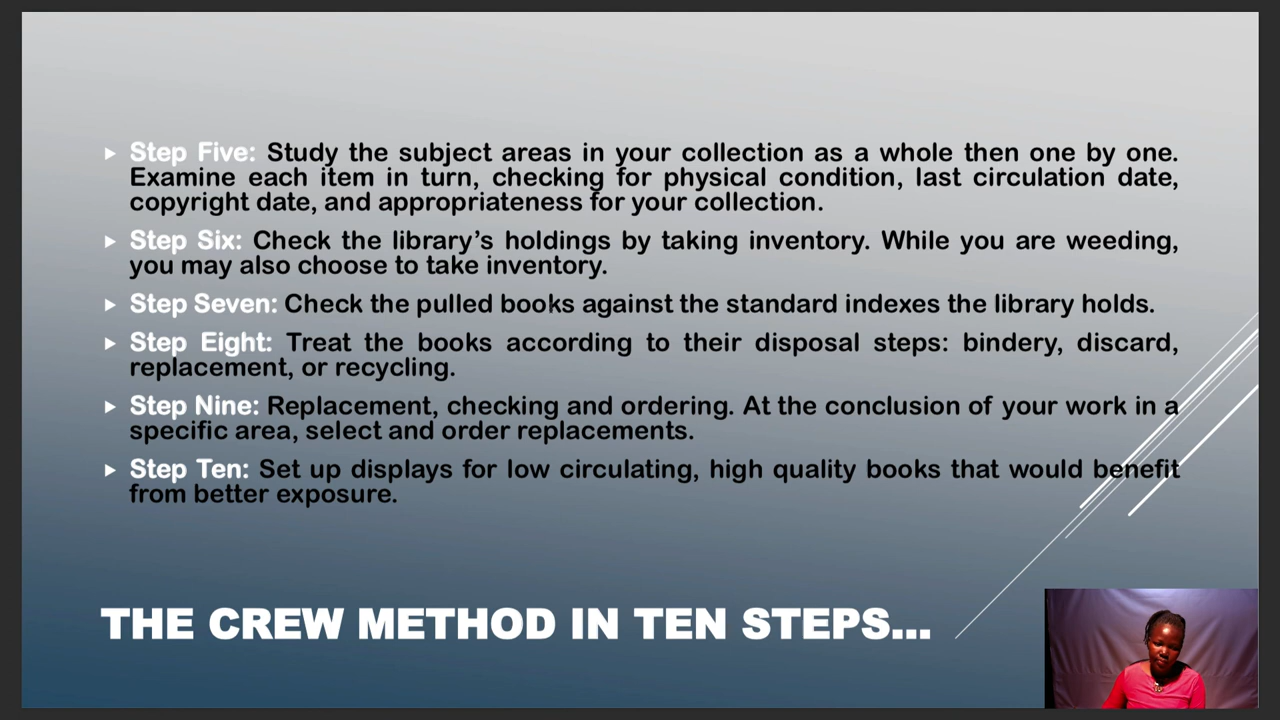 Step Five: Study the subject areas in your collection as a whole then one by one.
Examine each item in turn, checking for physical condition, last circulation date,
copyright date, and appropriateness for your collection.
Step Six: Check the library’s holdings by taking inventory. While you are weeding,
you may also choose to take inventory.
Step Seven: Check the pulled books against the standard indexes the library holds.
Step Eight: Treat the books according to their disposal steps: bindery, discard,
replacement, or recycling.
Step Nine: Replacement, checking and ordering. At the conclusion of your work in a
specific area, select and order replacements.
Step Ten: Set up displays for low circulating, high quality books that would benefit
from better exposure.
THE CREW METHOD IN TEN STEPS...